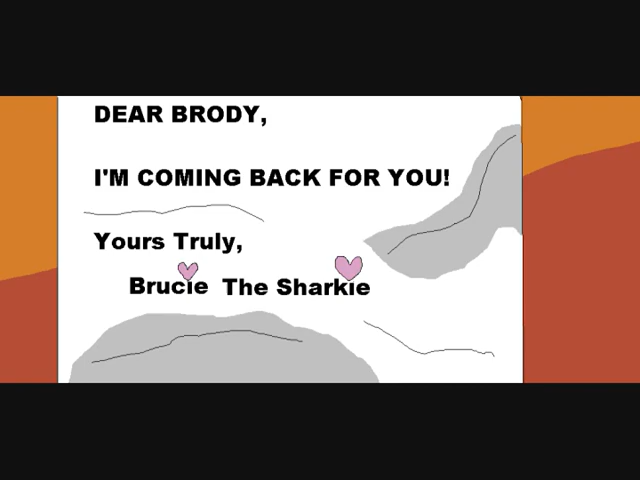 DEAR BRODY,
I'M COMING BACK FOR YOU!
Yours Truly,
Brucie The Sharkie